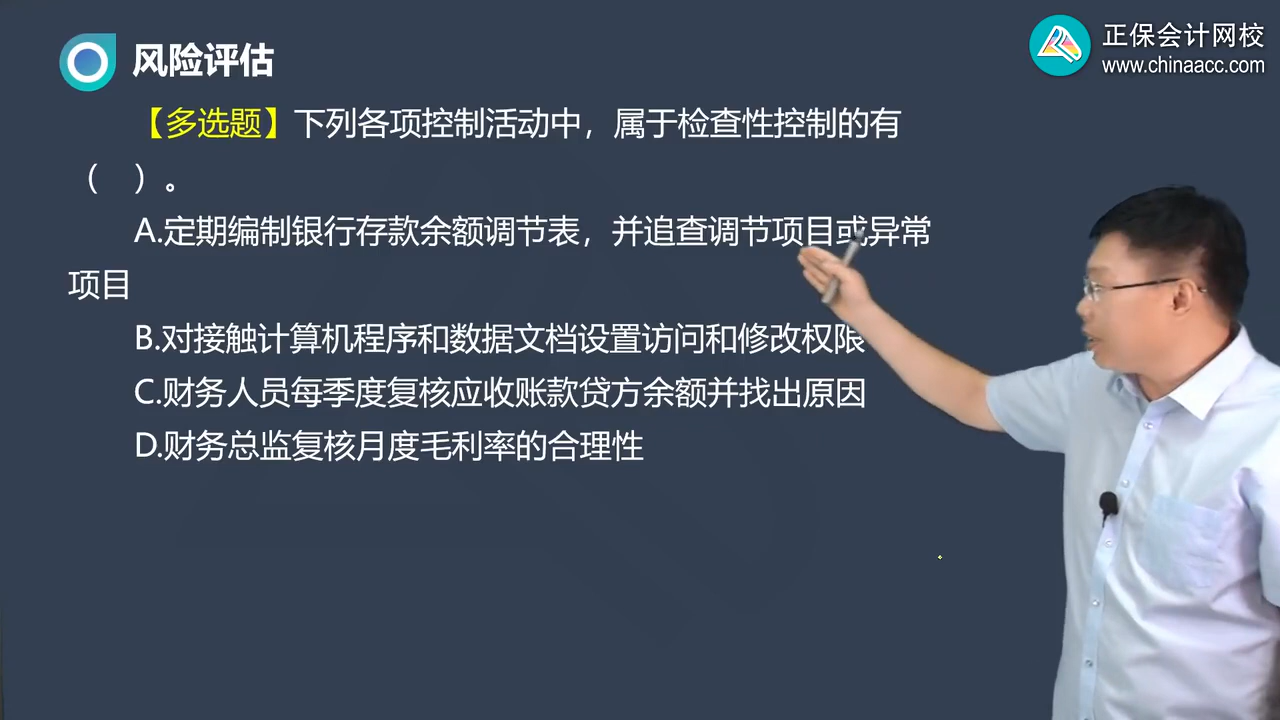 风险评估
正保会计网校
www.chinaacc.com
【多选题】下列各项控制活动中，属于检查性控制的有
（ ）。
A.定期编制银行存款余额调节表，并追查调节项目或异常
项目
B.对接触计算机程序和数据文档设置访问和修改权限
C.财务人员每季度复核应收账款贷方余额并找出原因
D.财务总监复核月度毛利率的合理性